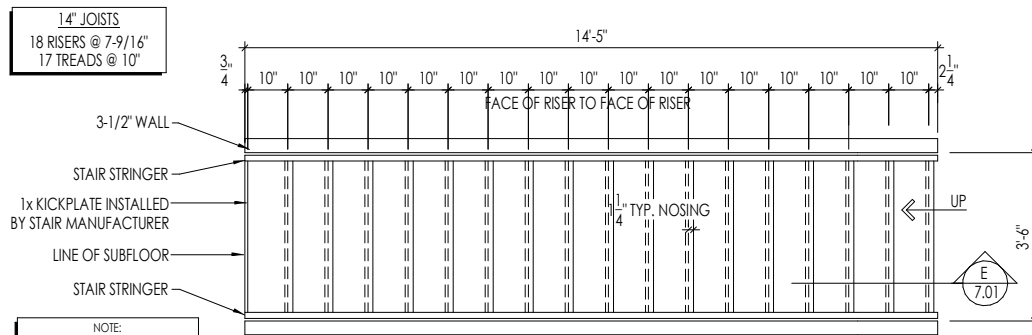 14" JOISTS
18 RISERS @ 7-9/16"
17 TREADS @ 10"
14'-5"
3/4" 10" 10" 10" 10" 10" 10" 10" 10" 10" 10" 10" 10" 10" 10" 10" 10" 10" 2 1/4"
FACE OF RISER TO FACE OF RISER
3-1/2" WALL
STAIR STRINGER
1x KICKPLATE INSTALLED
BY STAIR MANUFACTURER
1 1/4" TYP. NOSING
UP
3'-6"
LINE OF SUBFLOOR
E
7.01
STAIR STRINGER
NOTE: